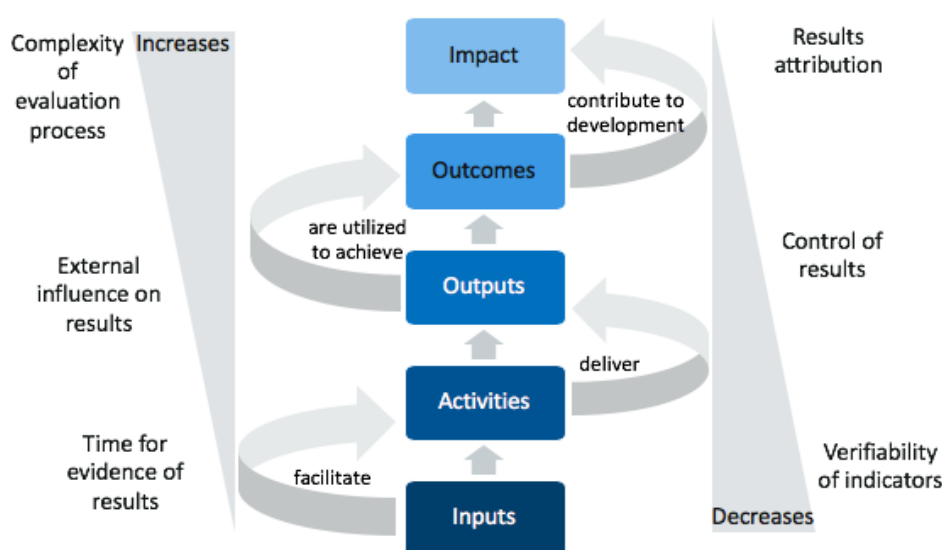 Complexity
of
evaluation
process
Increases
Impact
Results
attribution
contribute to
development
Outcomes
are utilized
to achieve
External
influence on
results
Outputs
Control of
results
deliver
Activities
Time for
evidence of
results
facilitate
Inputs
Verifiability
of indicators
Decreases